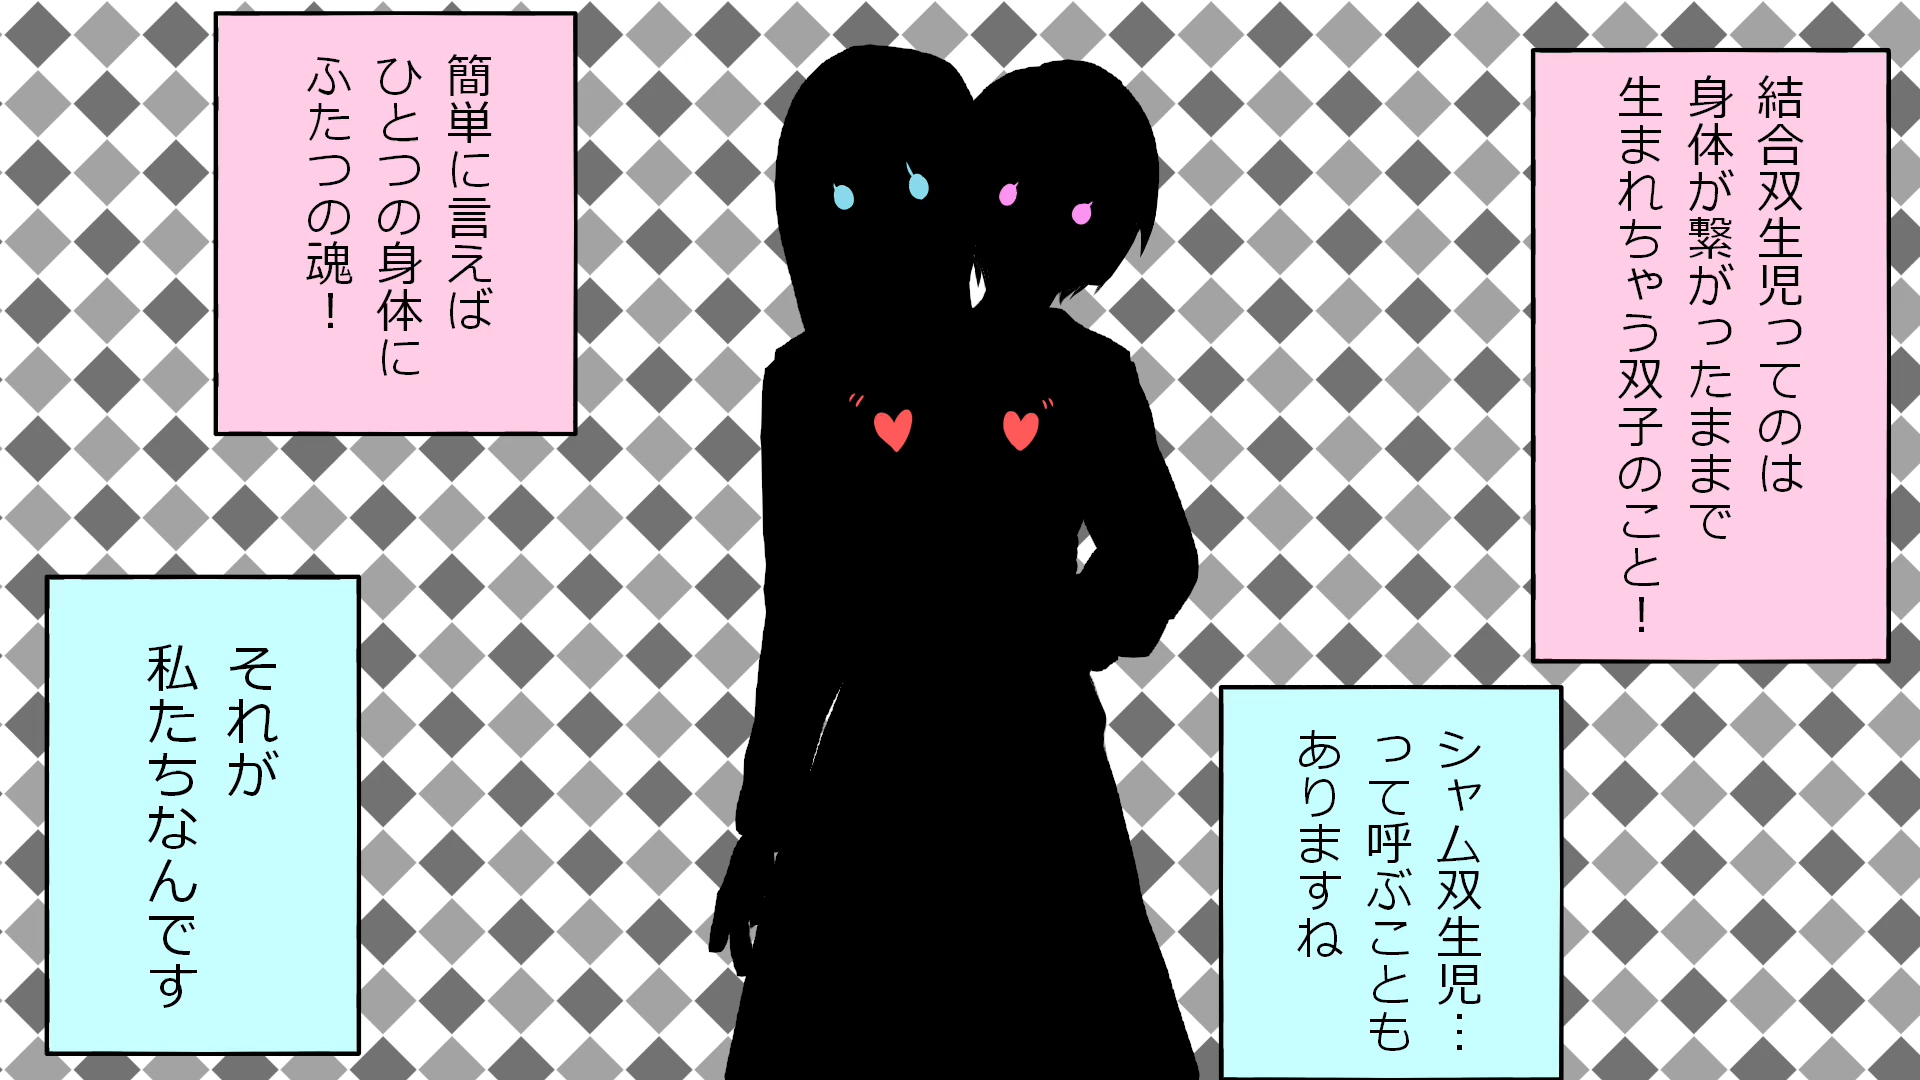 結合双生児ってのは
身体が繋がったままで
生まれちゃう双子のこと！
シャム双生児…
って呼ぶことも
ありますね
簡単に言えば
ひとつの身体に
ふたつの魂！
それが
私たちなんです